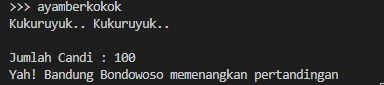 >>> ayamberkokok
Kukuruyuk.. Kukuruyuk..
Jumlah Candi : 100
Yah! Bandung Bondowoso memenangkan pertandingan